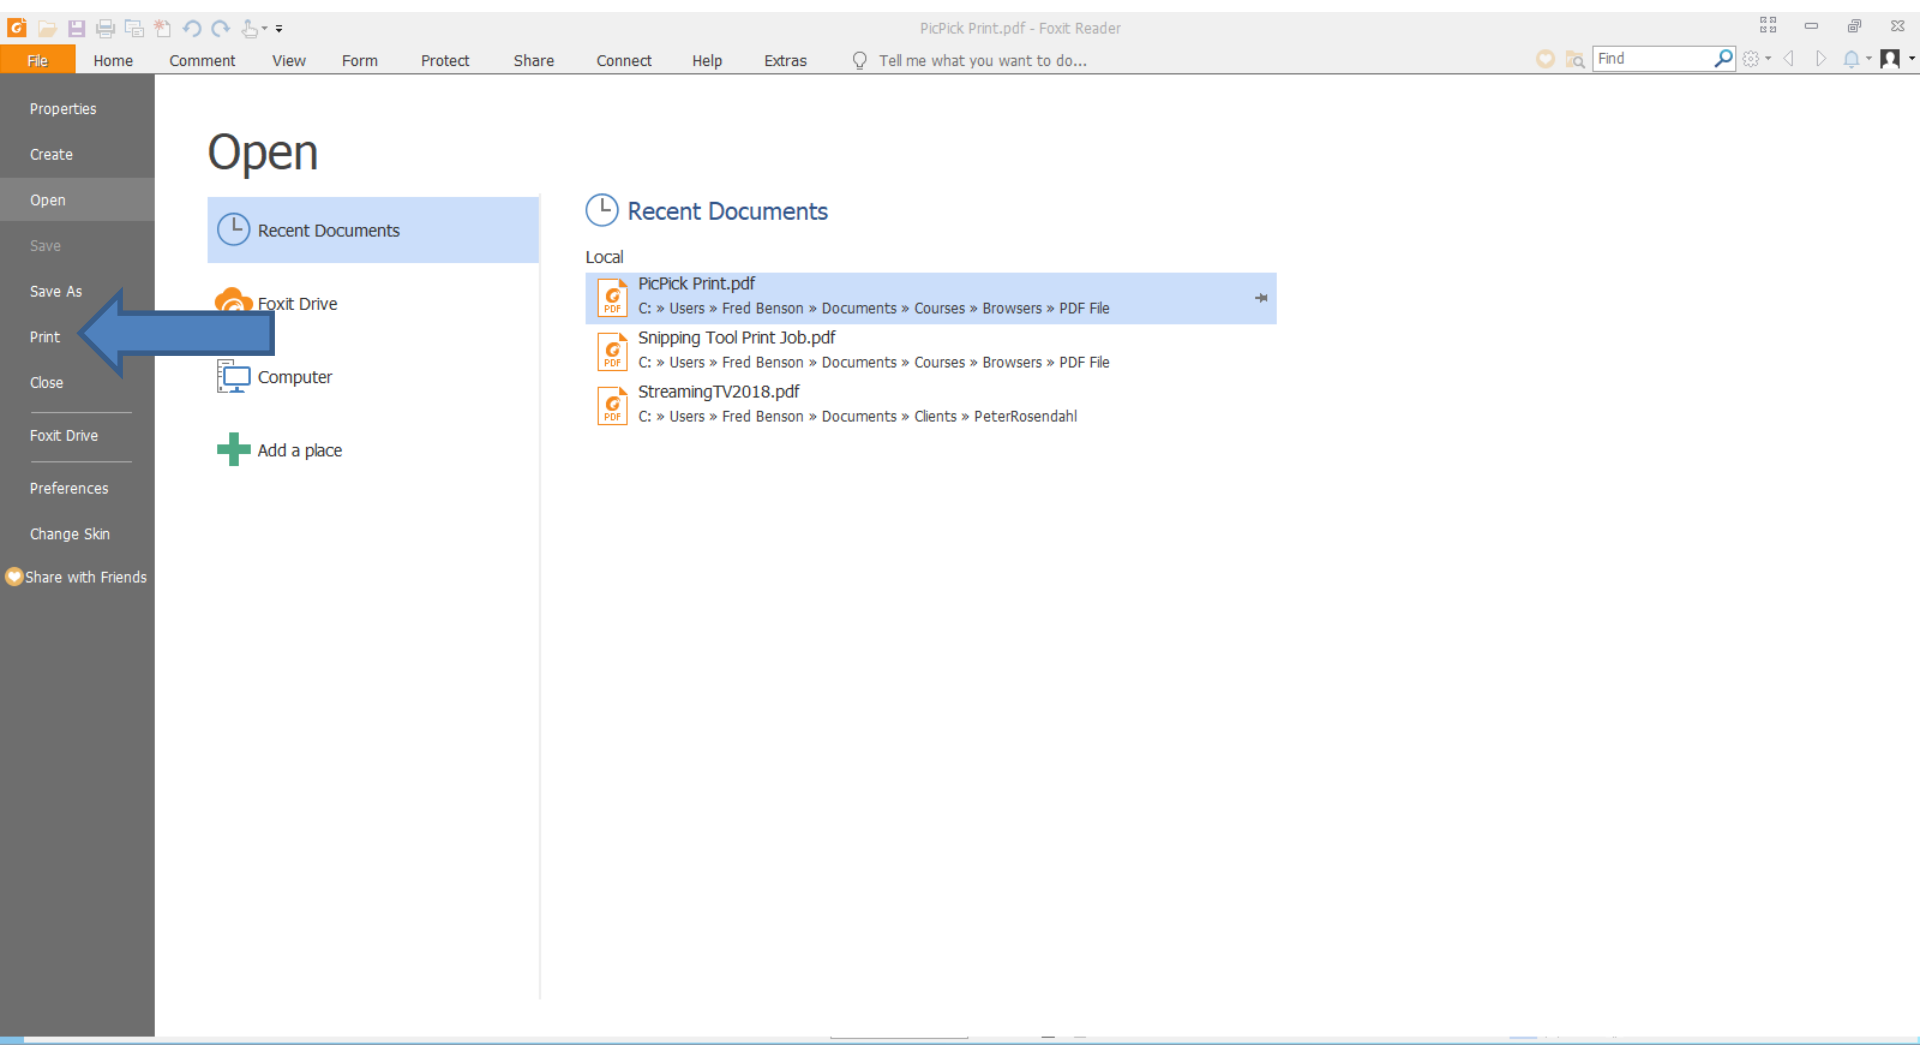 PicPick Print.pdf - Foxit Reader
File Home Comment View Form Protect Share Connect Help Extras Tell me what you want to do... Find
Properties
Create
Open
Save
Save As
Print
Close
Foxit Drive
Preferences
Change Skin
Share with Friends
Open
Recent Documents
Foxit Drive
Computer
Add a place
Recent Documents
Local
PDF
PicPick Print.pdf
C: » Users » Fred Benson » Documents » Courses » Browsers » PDF File
PDF
Snipping Tool Print Job.pdf
C: » Users » Fred Benson » Documents » Courses » Browsers » PDF File
PDF
StreamingTV2018.pdf
C: » Users » Fred Benson » Documents » Clients » PeterRosendahl